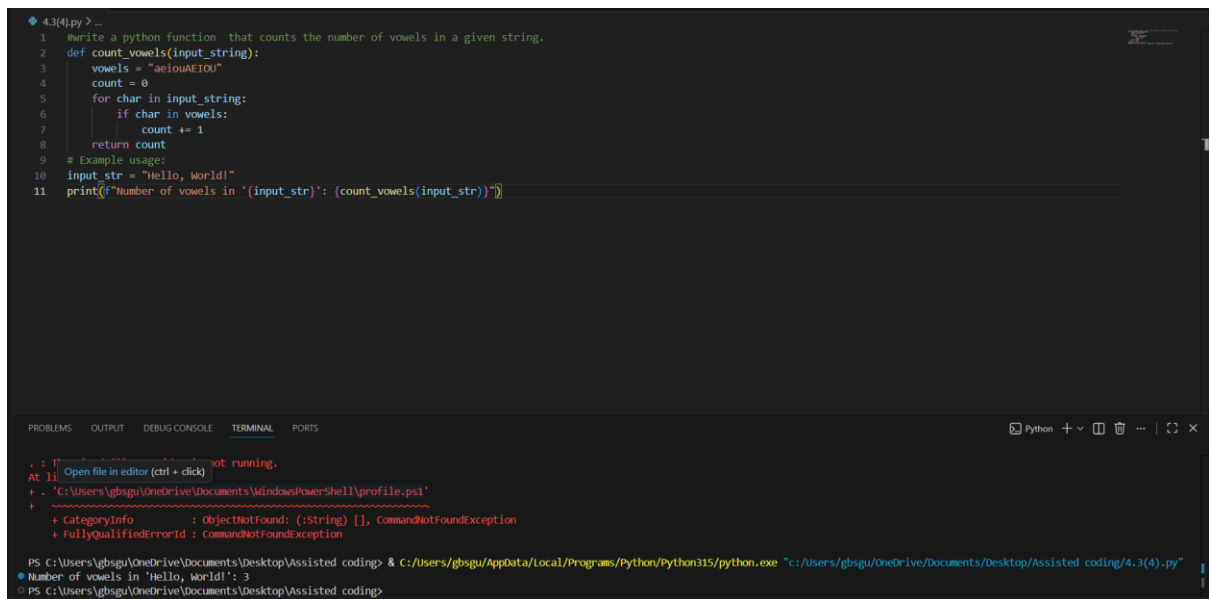 4.3(4).py > ...
1 #write a python function  that counts the number of vowels in a given string.
2 def count_vowels(input_string):
3     vowels = "aeiouAEIOU"
4     count = 0
5     for char in input_string:
6         if char in vowels:
7             count += 1
8     return count
9 # Example usage:
10 input_str = "Hello, World!"
11 print(f"Number of vowels in '{input_str}': {count_vowels(input_str)}")
PROBLEMS OUTPUT DEBUG CONSOLE TERMINAL PORTS Python
. : not running.
At li
Open file in editor (ctrl + click)
+ . 'C:\Users\gbsgu\OneDrive\Documents\WindowsPowerShell\profile.ps1'
+ ~~~~~~~~~~~~~~~~~~~~~~~~~~~~~~~~~~~~~~~~~~~~~~~~~~~~~~~~~~~~~~~~~
+ CategoryInfo          : ObjectNotFound: (:String) [], CommandNotFoundException
+ FullyQualifiedErrorId : CommandNotFoundException
PS C:\Users\gbsgu\OneDrive\Documents\Desktop\Assisted coding> & C:/Users/gbsgu/AppData/Local/Programs/Python/Python315/python.exe "c:/Users/gbsgu/OneDrive/Documents/Desktop/Assisted coding/4.3(4).py"
Number of vowels in 'Hello, World!': 3
PS C:\Users\gbsgu\OneDrive\Documents\Desktop\Assisted coding>